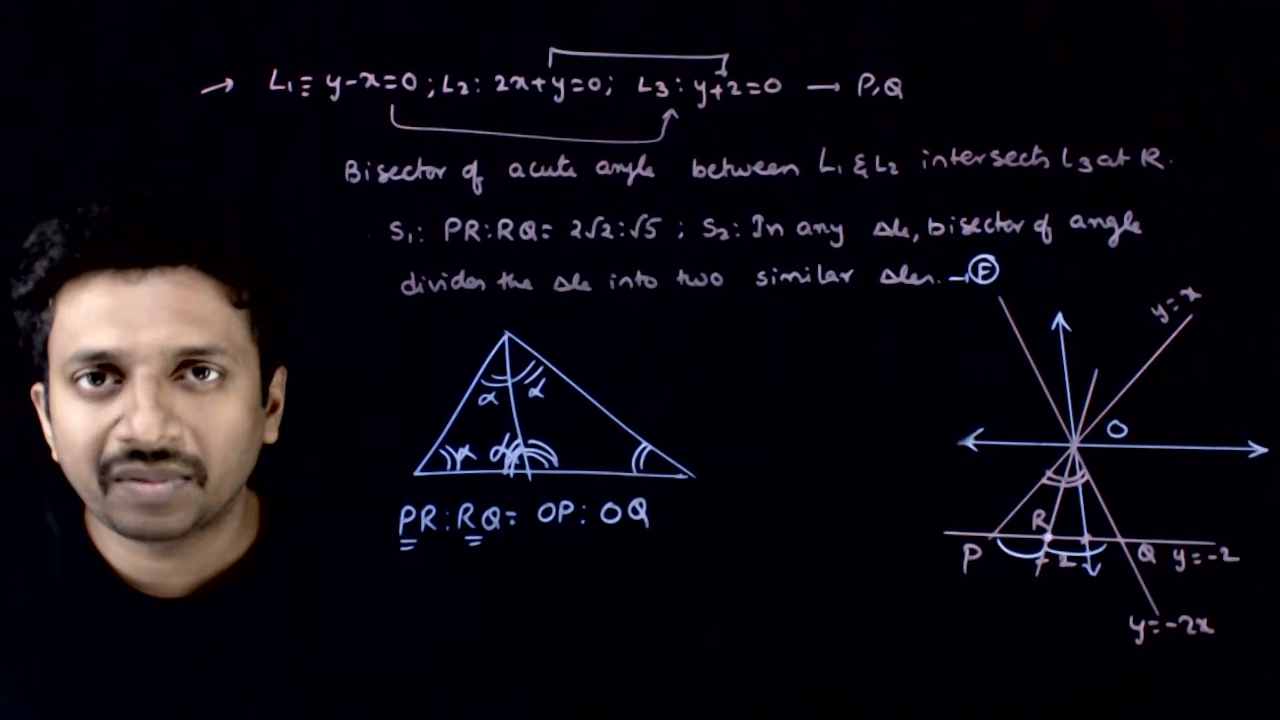 → L₁ ≡ y-x=0; L₂: 2x+y=0; L₃: y+2=0 → P,Q
Bisector of acute angle between L₁ & L₂ intersects L₃ at R.
S₁: PR:RQ= 2√2:√5 ; S₂: In any Δle, bisector of angle
divides the Δle into two similar Δles. → F
y=x
α α
O
α α
PR:RQ= OP:OQ
R
P -2 Q y=-2
y=-2x